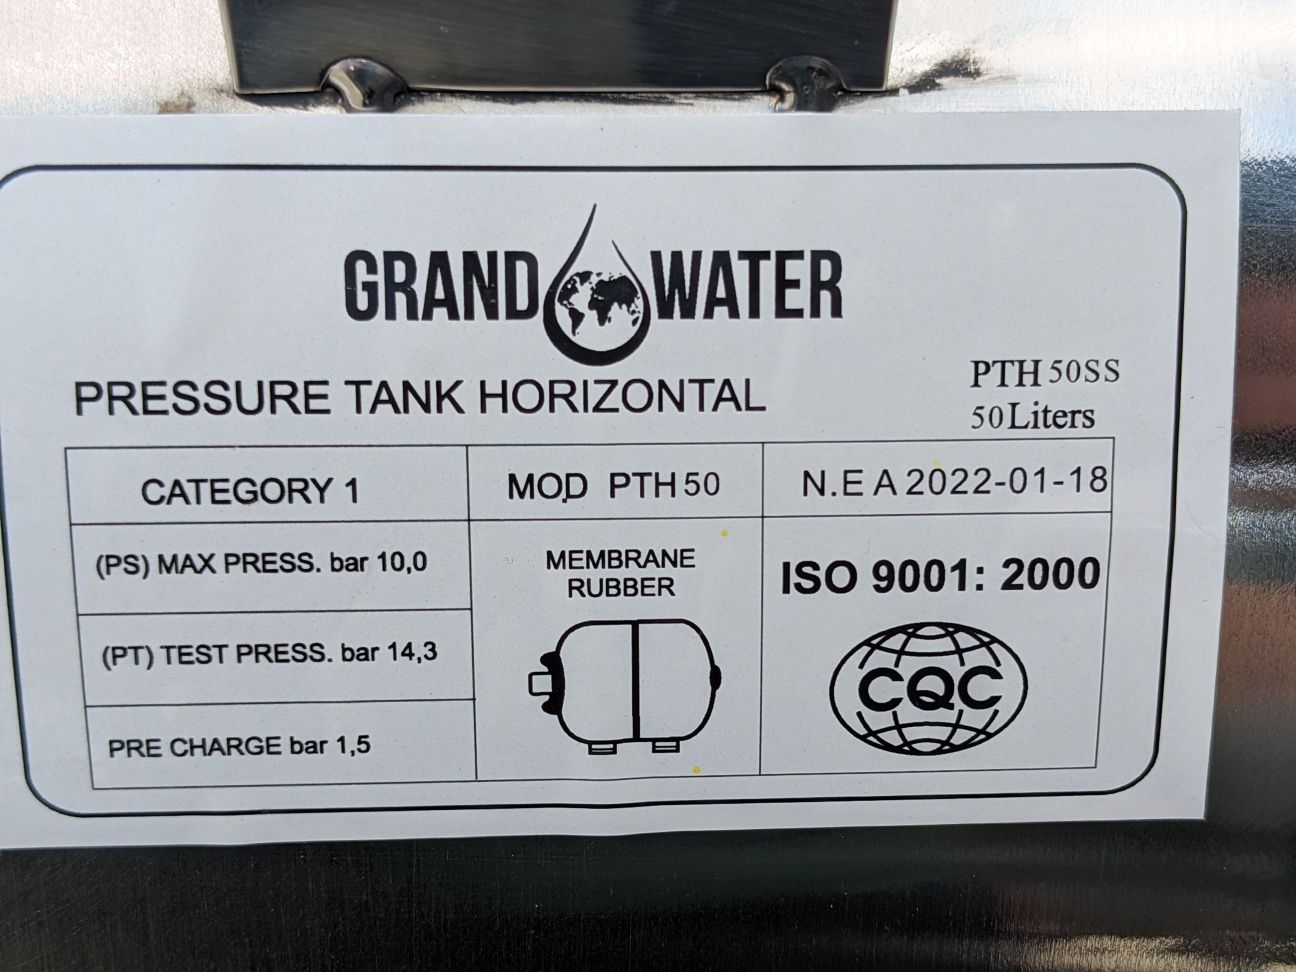 GRAND WATER
PRESSURE TANK HORIZONTAL
PTH 50SS
50Liters
CATEGORY 1
MOD PTH 50
N.E A 2022-01-18
(PS) MAX PRESS. bar 10,0
(PT) TEST PRESS. bar 14,3
PRE CHARGE bar 1,5
MEMBRANE
RUBBER
ISO 9001: 2000
CQC